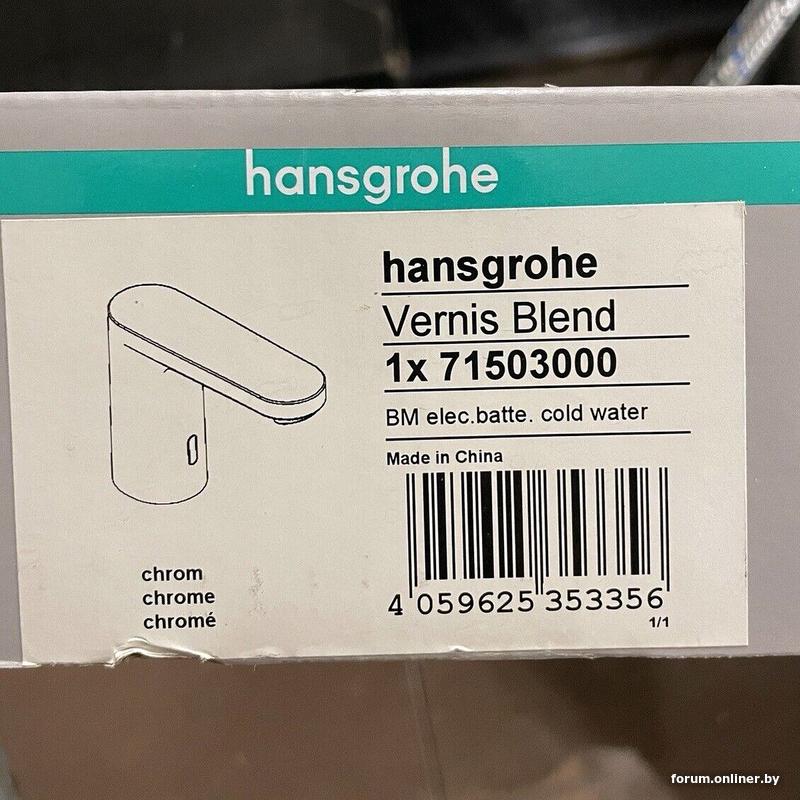 hansgrohe
hansgrohe
Vernis Blend
1x 71503000
BM elec.batte. cold water
Made in China
4 059625 353356
1/1
chrom
chrome
chromé
forum.onliner.by